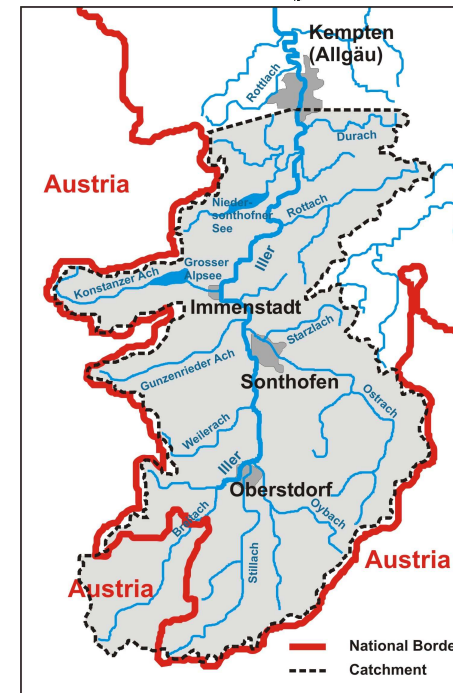 Kempten
(Allgäu)
Rottlach
Durach
Austria
Nieder-
sonthofner
See
Rottach
Iller
Grosser
Alpsee
Konstanzer Ach
Immenstadt
Starzlach
Gunzenrieder Ach
Sonthofen
Ostrach
Weilerach
Iller
Oberstdorf
Oybach
Breitach
Stillach
Austria
Austria
National Borde
Catchment